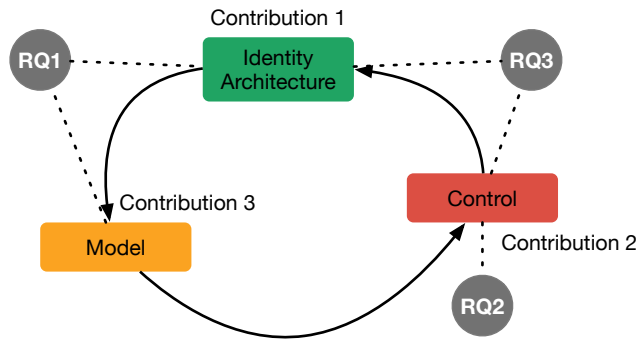 Contribution 1
RQ1
Identity
Architecture
RQ3
Contribution 3
Control
Model
Contribution 2
RQ2